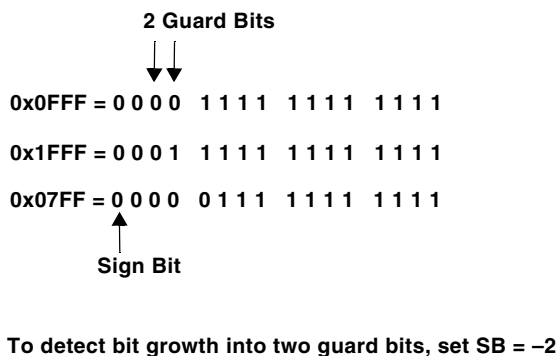 2 Guard Bits
0x0FFF = 0 0 0 0 1 1 1 1 1 1 1 1 1 1 1 1
0x1FFF = 0 0 0 1 1 1 1 1 1 1 1 1 1 1 1 1
0x07FF = 0 0 0 0 0 1 1 1 1 1 1 1 1 1 1 1
Sign Bit
To detect bit growth into two guard bits, set SB = –2